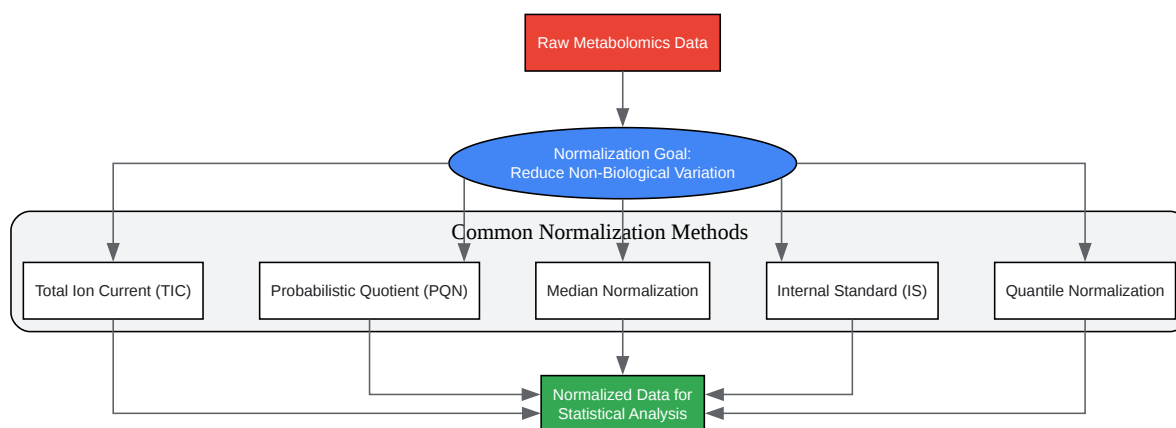 Raw Metabolomics Data
Normalization Goal:
Reduce Non-Biological Variation
Common Normalization Methods
Total Ion Current (TIC)
Probabilistic Quotient (PQN)
Median Normalization
Internal Standard (IS)
Quantile Normalization
Normalized Data for
Statistical Analysis